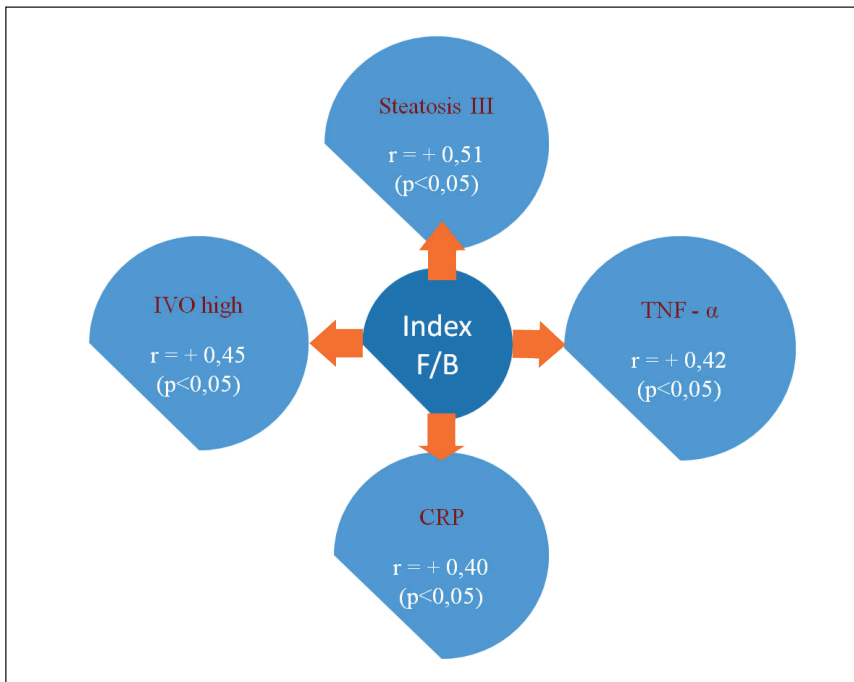 Steatosis III
r = + 0,51
(p<0,05)
IVO high
r = + 0,45
(p<0,05)
Index
F/B
TNF - α
r = + 0,42
(p<0,05)
CRP
r = + 0,40
(p<0,05)